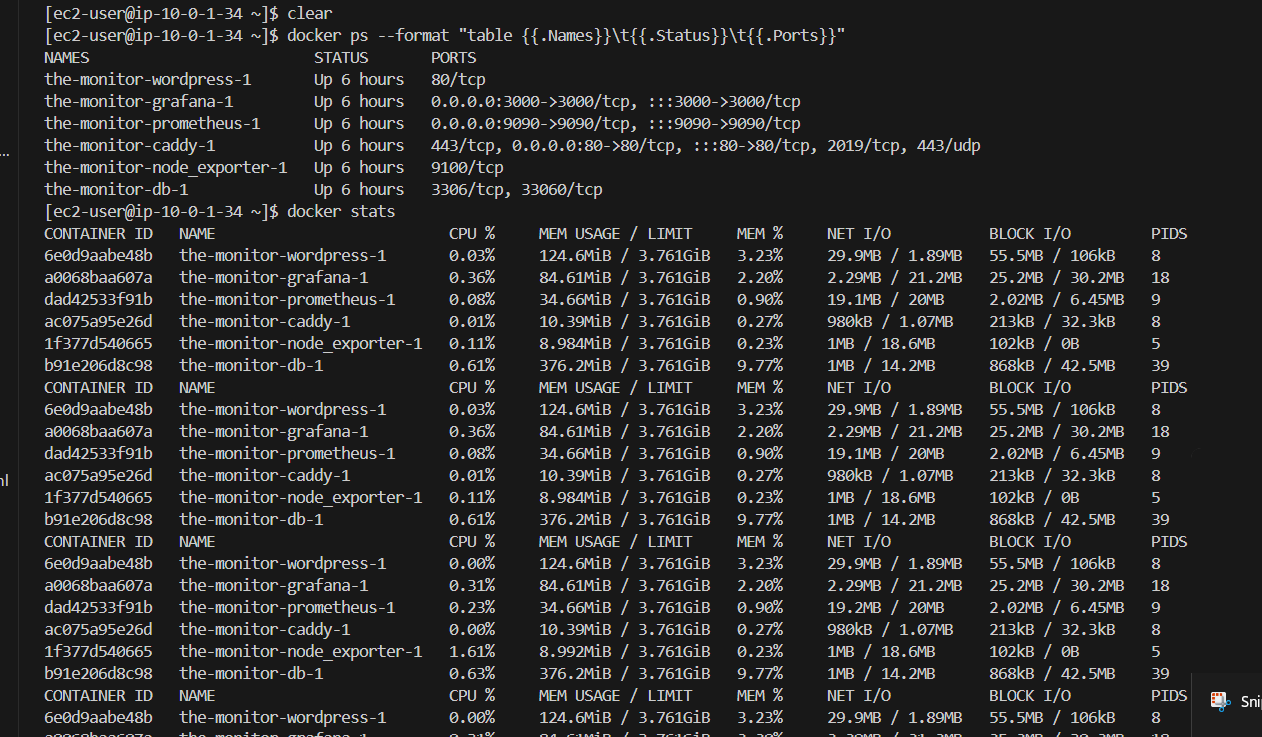 [ec2-user@ip-10-0-1-34 ~]$ clear
[ec2-user@ip-10-0-1-34 ~]$ docker ps --format "table {{.Names}}\t{{.Status}}\t{{.Ports}}"
NAMES STATUS PORTS
the-monitor-wordpress-1 Up 6 hours 80/tcp
the-monitor-grafana-1 Up 6 hours 0.0.0.0:3000->3000/tcp, :::3000->3000/tcp
the-monitor-prometheus-1 Up 6 hours 0.0.0.0:9090->9090/tcp, :::9090->9090/tcp
the-monitor-caddy-1 Up 6 hours 443/tcp, 0.0.0.0:80->80/tcp, :::80->80/tcp, 2019/tcp, 443/udp
the-monitor-node_exporter-1 Up 6 hours 9100/tcp
the-monitor-db-1 Up 6 hours 3306/tcp, 33060/tcp
[ec2-user@ip-10-0-1-34 ~]$ docker stats
CONTAINER ID NAME CPU % MEM USAGE / LIMIT MEM % NET I/O BLOCK I/O PIDS
6e0d9aabe48b the-monitor-wordpress-1 0.03% 124.6MiB / 3.761GiB 3.23% 29.9MB / 1.89MB 55.5MB / 106kB 8
a0068baa607a the-monitor-grafana-1 0.36% 84.61MiB / 3.761GiB 2.20% 2.29MB / 21.2MB 25.2MB / 30.2MB 18
dad42533f91b the-monitor-prometheus-1 0.08% 34.66MiB / 3.761GiB 0.90% 19.1MB / 20MB 2.02MB / 6.45MB 9
ac075a95e26d the-monitor-caddy-1 0.01% 10.39MiB / 3.761GiB 0.27% 980kB / 1.07MB 213kB / 32.3kB 8
1f377d540665 the-monitor-node_exporter-1 0.11% 8.984MiB / 3.761GiB 0.23% 1MB / 18.6MB 102kB / 0B 5
b91e206d8c98 the-monitor-db-1 0.61% 376.2MiB / 3.761GiB 9.77% 1MB / 14.2MB 868kB / 42.5MB 39
CONTAINER ID NAME CPU % MEM USAGE / LIMIT MEM % NET I/O BLOCK I/O PIDS
6e0d9aabe48b the-monitor-wordpress-1 0.03% 124.6MiB / 3.761GiB 3.23% 29.9MB / 1.89MB 55.5MB / 106kB 8
a0068baa607a the-monitor-grafana-1 0.36% 84.61MiB / 3.761GiB 2.20% 2.29MB / 21.2MB 25.2MB / 30.2MB 18
dad42533f91b the-monitor-prometheus-1 0.08% 34.66MiB / 3.761GiB 0.90% 19.1MB / 20MB 2.02MB / 6.45MB 9
ac075a95e26d the-monitor-caddy-1 0.01% 10.39MiB / 3.761GiB 0.27% 980kB / 1.07MB 213kB / 32.3kB 8
1f377d540665 the-monitor-node_exporter-1 0.11% 8.984MiB / 3.761GiB 0.23% 1MB / 18.6MB 102kB / 0B 5
b91e206d8c98 the-monitor-db-1 0.61% 376.2MiB / 3.761GiB 9.77% 1MB / 14.2MB 868kB / 42.5MB 39
CONTAINER ID NAME CPU % MEM USAGE / LIMIT MEM % NET I/O BLOCK I/O PIDS
6e0d9aabe48b the-monitor-wordpress-1 0.00% 124.6MiB / 3.761GiB 3.23% 29.9MB / 1.89MB 55.5MB / 106kB 8
a0068baa607a the-monitor-grafana-1 0.31% 84.61MiB / 3.761GiB 2.20% 2.29MB / 21.2MB 25.2MB / 30.2MB 18
dad42533f91b the-monitor-prometheus-1 0.23% 34.66MiB / 3.761GiB 0.90% 19.2MB / 20MB 2.02MB / 6.45MB 9
ac075a95e26d the-monitor-caddy-1 0.00% 10.39MiB / 3.761GiB 0.27% 980kB / 1.07MB 213kB / 32.3kB 8
1f377d540665 the-monitor-node_exporter-1 1.61% 8.992MiB / 3.761GiB 0.23% 1MB / 18.6MB 102kB / 0B 5
b91e206d8c98 the-monitor-db-1 0.63% 376.2MiB / 3.761GiB 9.77% 1MB / 14.2MB 868kB / 42.5MB 39
CONTAINER ID NAME CPU % MEM USAGE / LIMIT MEM % NET I/O BLOCK I/O PIDS
6e0d9aabe48b the-monitor-wordpress-1 0.00% 124.6MiB / 3.761GiB 3.23% 29.9MB / 1.89MB 55.5MB / 106kB 8